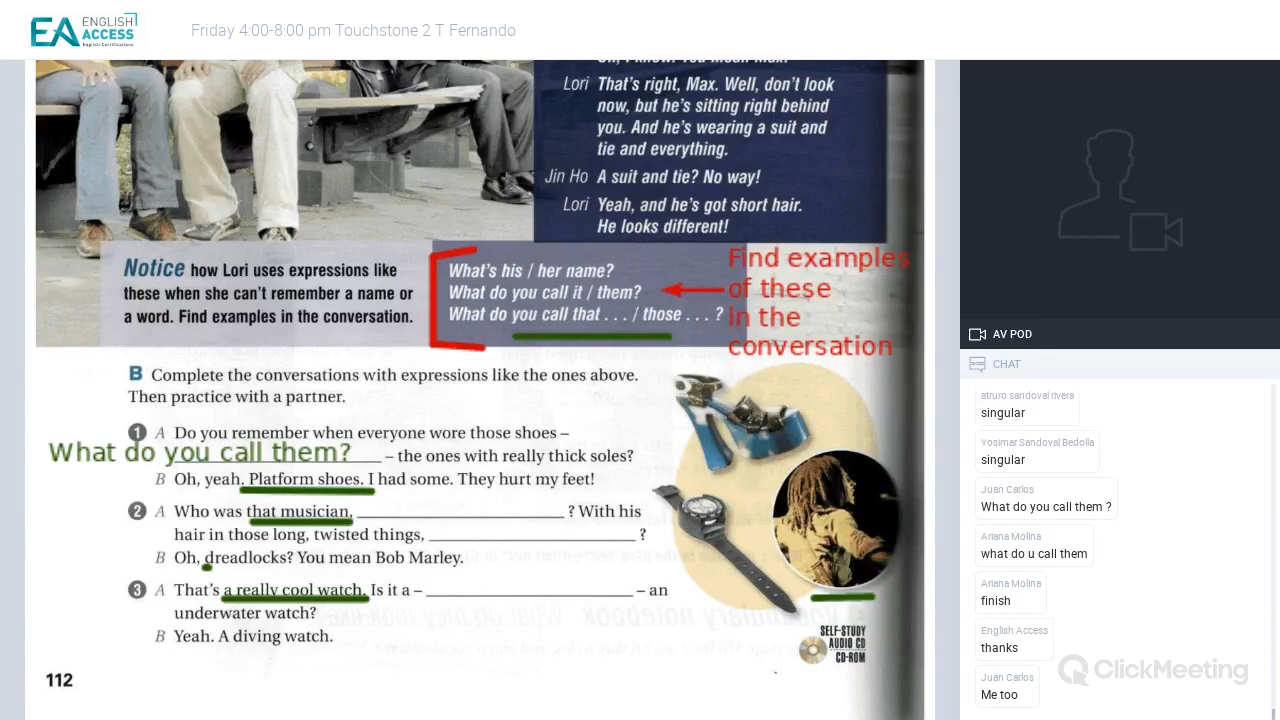 ENGLISH
EA ACCESS
English Certifications
Friday 4:00-8:00 pm Touchstone 2 T Fernando
Lori That's right, Max. Well, don't look
now, but he's sitting right behind
you. And he's wearing a suit and
tie and everything.
Jin Ho A suit and tie? No way!
Lori Yeah, and he's got short hair.
He looks different!
Notice how Lori uses expressions like
these when she can't remember a name or
a word. Find examples in the conversation.
What's his / her name?
What do you call it / them?
What do you call that . . . / those . . . ?
Find examples
of these
in the
conversation
B Complete the conversations with expressions like the ones above.
Then practice with a partner.
1 A Do you remember when everyone wore those shoes –
What do you call them? – the ones with really thick soles?
B Oh, yeah. Platform shoes. I had some. They hurt my feet!
2 A Who was that musician, ____ ? With his
hair in those long, twisted things, ____ ?
B Oh, dreadlocks? You mean Bob Marley.
3 A That's a really cool watch. Is it a – ____ – an
underwater watch?
B Yeah. A diving watch.
SELF-STUDY
AUDIO CD
CD-ROM
112
AV POD
CHAT
atruro sandoval rivera
singular
Yosimar Sandoval Bedolla
singular
Juan Carlos
What do you call them ?
Ariana Molina
what do u call them
Ariana Molina
finish
English Access
thanks
Juan Carlos
Me too
ClickMeeting